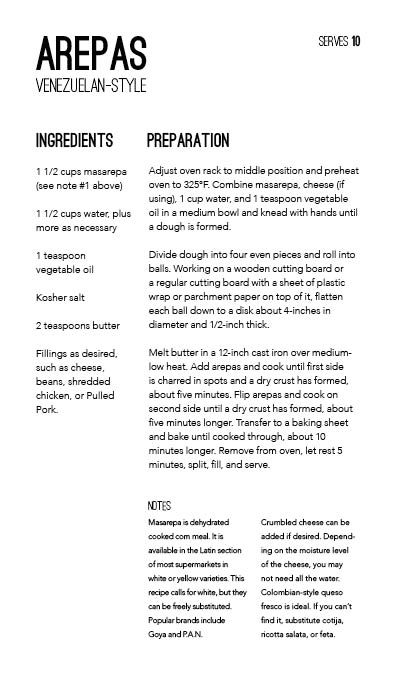 AREPAS
SERVES 10
VENEZUELAN-STYLE
INGREDIENTS
1 1/2 cups masarepa
(see note #1 above)
1 1/2 cups water, plus
more as necessary
1 teaspoon
vegetable oil
Kosher salt
2 teaspoons butter
Fillings as desired,
such as cheese,
beans, shredded
chicken, or Pulled
Pork.
PREPARATION
Adjust oven rack to middle position and preheat
oven to 325°F. Combine masarepa, cheese (if
using), 1 cup water, and 1 teaspoon vegetable
oil in a medium bowl and knead with hands until
a dough is formed.
Divide dough into four even pieces and roll into
balls. Working on a wooden cutting board or
a regular cutting board with a sheet of plastic
wrap or parchment paper on top of it, flatten
each ball down to a disk about 4-inches in
diameter and 1/2-inch thick.
Melt butter in a 12-inch cast iron over medium-
low heat. Add arepas and cook until first side
is charred in spots and a dry crust has formed,
about five minutes. Flip arepas and cook on
second side until a dry crust has formed, about
five minutes longer. Transfer to a baking sheet
and bake until cooked through, about 10
minutes longer. Remove from oven, let rest 5
minutes, split, fill, and serve.
NOTES
Masarepa is dehydrated
cooked corn meal. It is
available in the Latin section
of most supermarkets in
white or yellow varieties. This
recipe calls for white, but they
can be freely substituted.
Popular brands include
Goya and P.A.N.
Crumbled cheese can be
added if desired. Depend-
ing on the moisture level
of the cheese, you may
not need all the water.
Colombian-style queso
fresco is ideal. If you can't
find it, substitute cotija,
ricotta salata, or feta.